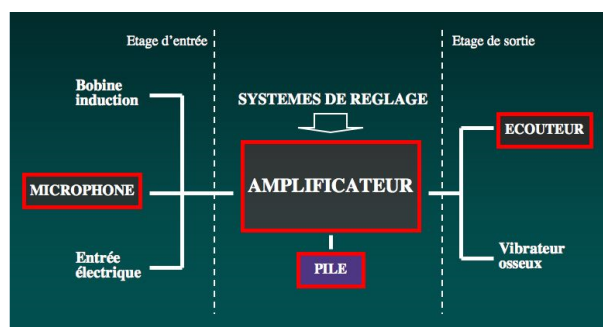 Etage d'entrée
Etage de sortie
Bobine
induction
SYSTEMES DE REGLAGE
ECOUTEUR
MICROPHONE
AMPLIFICATEUR
Entrée
électrique
PILE
Vibrateur
osseux